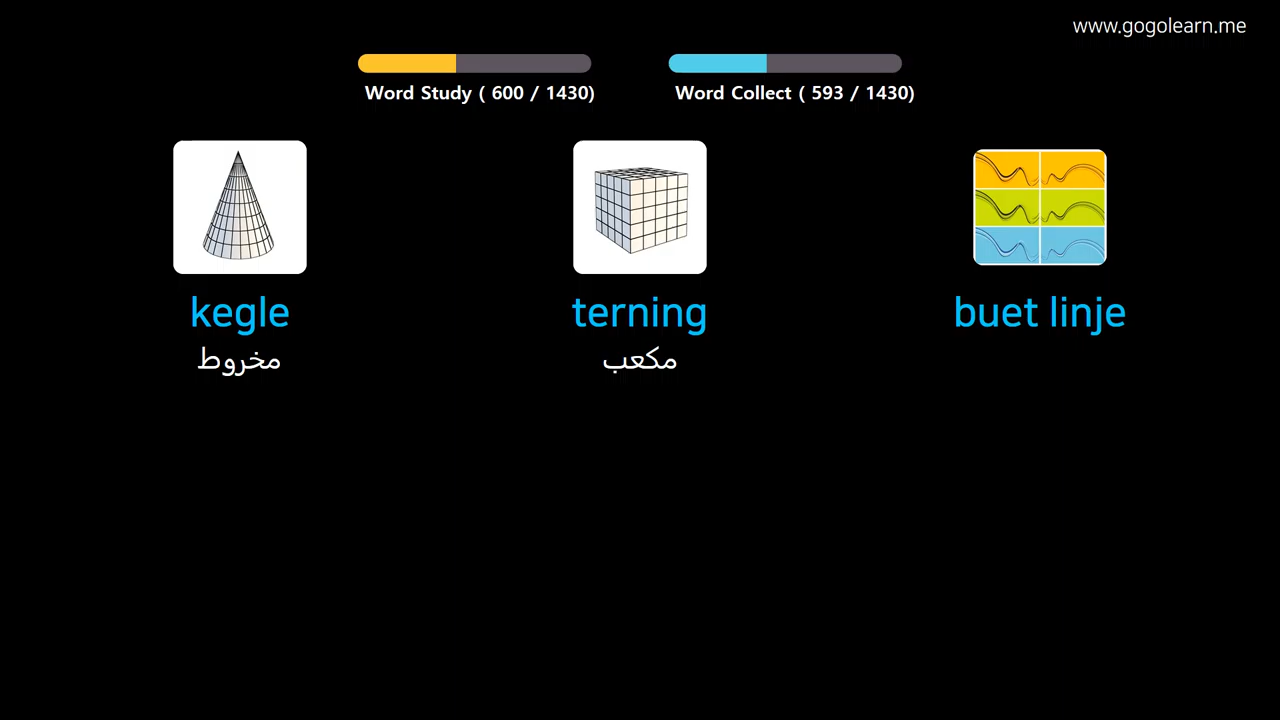 www.gogolearn.me
Word Study ( 600 / 1430)
Word Collect ( 593 / 1430)
kegle
مخروط
terning
مكعب
buet linje